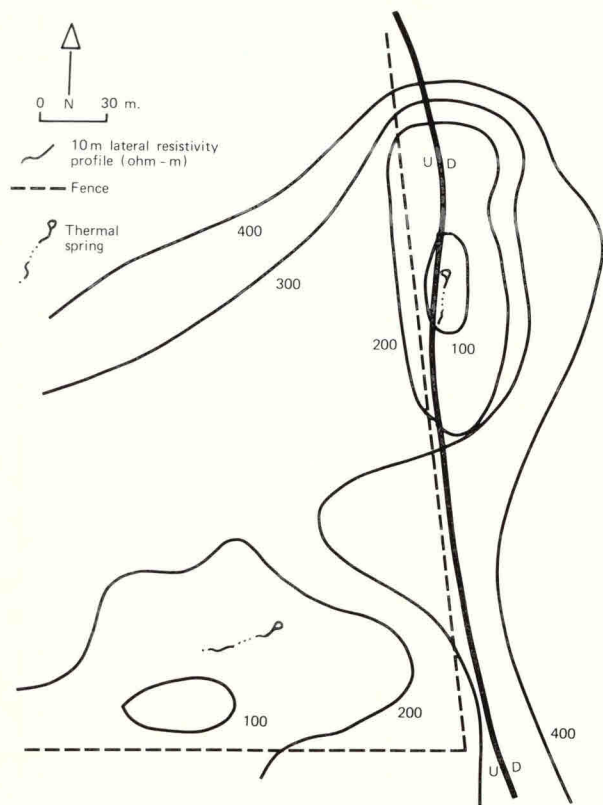 0 N 30 m.
10 m lateral resistivity
profile (ohm - m)
Fence
Thermal
spring
U D
400
300
200 100
100 200 400
U D